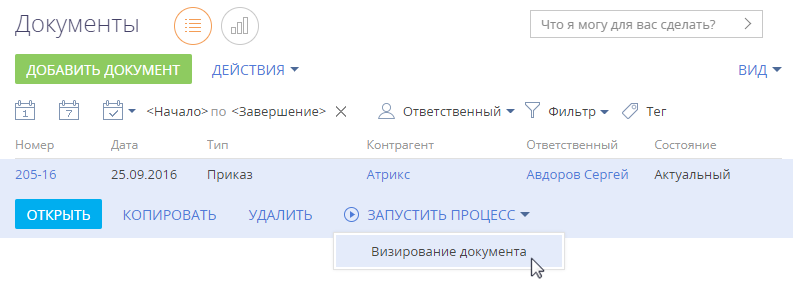 Документы
Что я могу для вас сделать?
ДОБАВИТЬ ДОКУМЕНТ ДЕЙСТВИЯ ВИД
1 7 <Начало> по <Завершение> Ответственный Фильтр Тег
Номер Дата Тип Контрагент Ответственный Состояние
205-16 25.09.2016 Приказ Атрикс Авдоров Сергей Актуальный
ОТКРЫТЬ КОПИРОВАТЬ УДАЛИТЬ ЗАПУСТИТЬ ПРОЦЕСС
Визирование документа